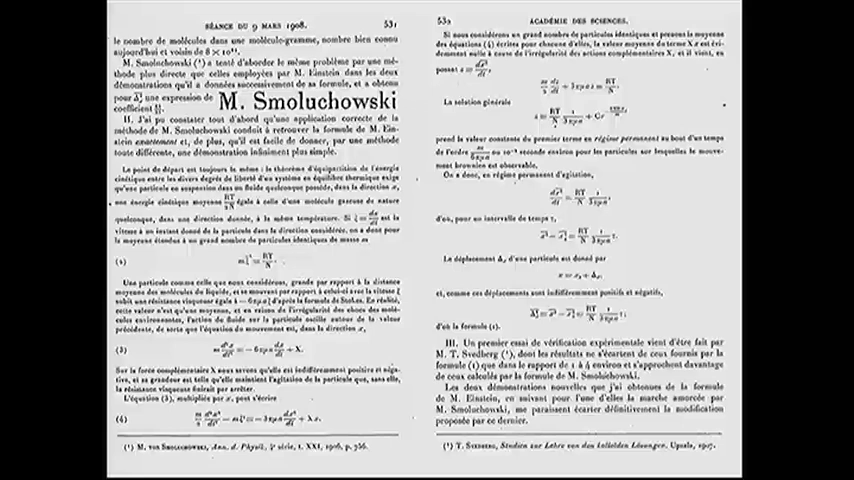 SÉANCE DU 9 MARS 1908. 531
le nombre de molécules dans une molécule-gramme, nombre bien connu
aujourd'hui et voisin de 8 × 10
M. Smoluchowski (¹) a tenté d'aborder le même problème par une mé-
thode plus directe que celles employées par M. Einstein dans les deux
démonstrations qu'il a données successivement de sa formule, et a obtenu
pour une expression de
M. Smoluchowski
coefficient
II. J'ai pu constater tout d'abord qu'une application correcte de la
méthode de M. Smoluchowski conduit à retrouver la formule de M. Ein-
stein exactement et, de plus, qu'il est facile de donner, par une méthode
toute différente, une démonstration infiniment plus simple.
Le point de départ est toujours le même : le théorème d'équipartition de l'énergie
cinétique entre les divers degrés de liberté d'un système en équilibre thermique exige
qu'une particule en suspension dans un fluide quelconque possède, dans la direction x,
une énergie cinétique moyenne RT/2N égale à celle d'une molécule gazeuse de nature
quelconque, dans une direction donnée, à la même température. Si ξ = dx/dt est la
vitesse à un instant donné de la particule dans la direction considérée, on a donc pour
la moyenne étendue à un grand nombre de particules identiques de masse m
(2) mξ² = RT/N.
Une particule comme celle que nous considérons, grande par rapport à la distance
moyenne des molécules du liquide, et se mouvant par rapport à celui-ci avec la vitesse ξ
subit une résistance visqueuse égale à − 6πμaξ d'après la formule de Stokes. En réalité,
cette valeur n'est qu'une moyenne, et en raison de l'irrégularité des chocs des molé-
cules environnantes, l'action du fluide sur la particule oscille autour de la valeur
précédente, de sorte que l'équation du mouvement est, dans la direction x,
(3) m d²x/dt² = − 6πμa dx/dt + X.
Sur la force complémentaire X nous savons qu'elle est indifféremment positive et néga-
tive, et sa grandeur est telle qu'elle maintient l'agitation de la particule que, sans elle,
la résistance visqueuse finirait par arrêter.
L'équation (3), multipliée par x, peut s'écrire
(4) m/2 d²x²/dt² − mξ² = − 3πμa dx²/dt + Xx.
(¹) M. von Smoluchowski, Ann. d. Physik, 4e série, t. XXI, 1906, p. 756.
532 ACADÉMIE DES SCIENCES.
Si nous considérons un grand nombre de particules identiques et prenons la moyenne
des équations (4) écrites pour chacune d'elles, la valeur moyenne du terme Xx est évi-
demment nulle à cause de l'irrégularité des actions complémentaires X, et il vient, en
posant z = dx²/dt,
m/2 dz/dt + 3πμaz = RT/N.
La solution générale
z = RT/N 1/3πμa + Ce
prend la valeur constante du premier terme en régime permanent au bout d'un temps
de l'ordre m/6πμa ou 10 seconde environ pour les particules sur lesquelles le mouve-
ment brownien est observable.
On a donc, en régime permanent d'agitation,
dx²/dt = RT/N 1/3πμa;
d'où, pour un intervalle de temps τ,
x² − x₀² = RT/N 1/3πμa τ.
Le déplacement Δx d'une particule est donné par
x = x₀ + Δx,
et, comme ces déplacements sont indifféremment positifs et négatifs,
Δx² = x² − x₀² = RT/N 1/3πμa τ;
d'où la formule (1).
III. Un premier essai de vérification expérimentale vient d'être fait par
M. T. Svedberg (¹), dont les résultats ne s'écartent de ceux fournis par la
formule (1) que dans le rapport de 1 à 4 environ et s'approchent davantage
de ceux calculés par la formule de M. Smoluchowski.
Les deux démonstrations nouvelles que j'ai obtenues de la formule
de M. Einstein, en suivant pour l'une d'elles la marche amorcée par
M. Smoluchowski, me paraissent écarter définitivement la modification
proposée par ce dernier.
(¹) T. Svedberg, Studien zur Lehre von den kolloiden Lösungen. Upsala, 1907.